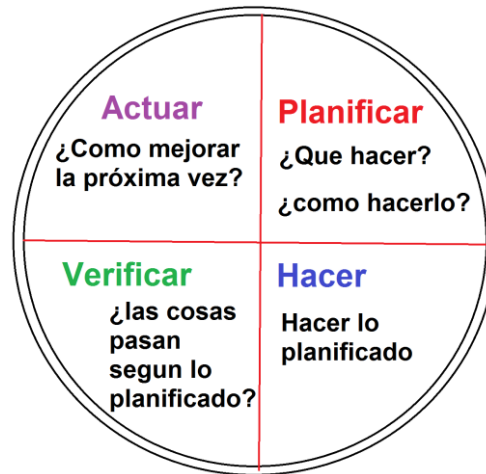 Actuar
¿Como mejorar
la próxima vez?
Planificar
¿Que hacer?
¿como hacerlo?
Verificar
¿las cosas
pasan
segun lo
planificado?
Hacer
Hacer lo
planificado